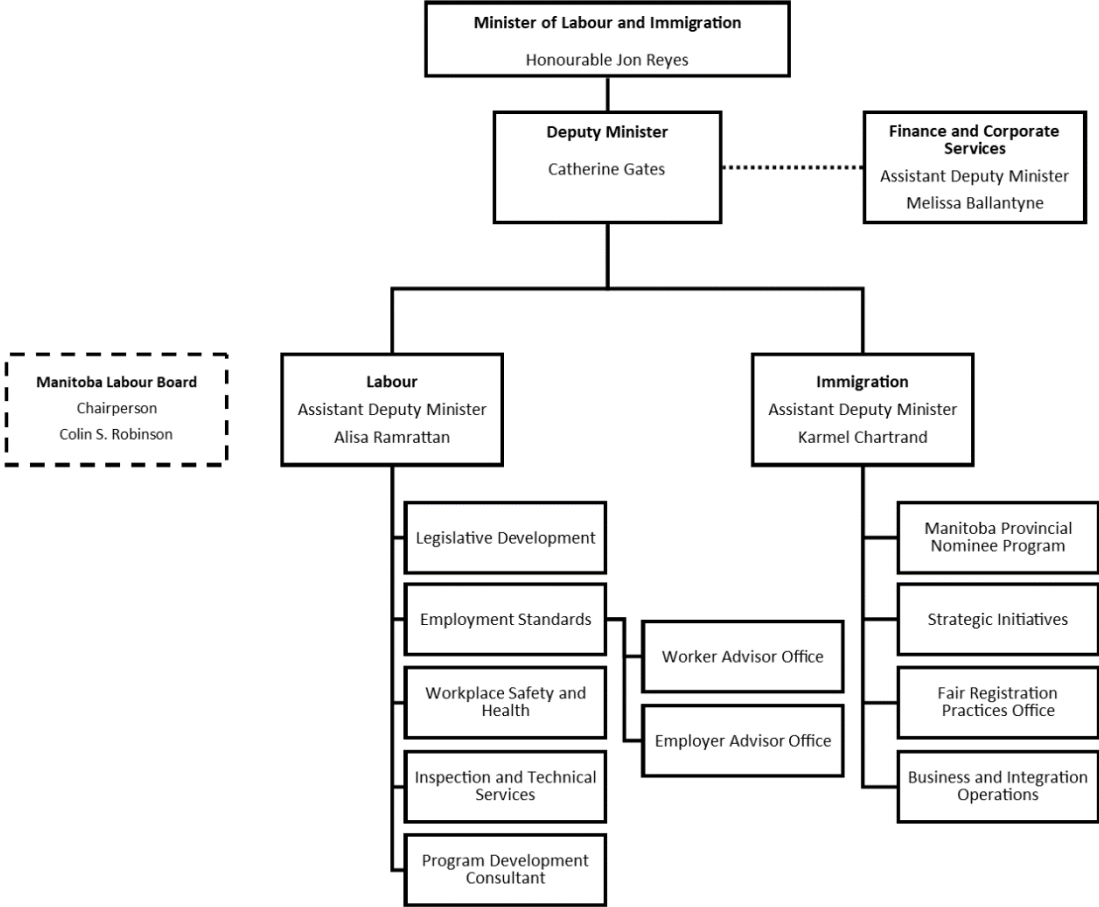 Minister of Labour and Immigration
Honourable Jon Reyes
Deputy Minister
Catherine Gates
Finance and Corporate
Services
Assistant Deputy Minister
Melissa Ballantyne
Manitoba Labour Board
Chairperson
Colin S. Robinson
Labour
Assistant Deputy Minister
Alisa Ramrattan
Immigration
Assistant Deputy Minister
Karmel Chartrand
Legislative Development
Employment Standards
Worker Advisor Office
Employer Advisor Office
Workplace Safety and
Health
Inspection and Technical
Services
Program Development
Consultant
Manitoba Provincial
Nominee Program
Strategic Initiatives
Fair Registration
Practices Office
Business and Integration
Operations